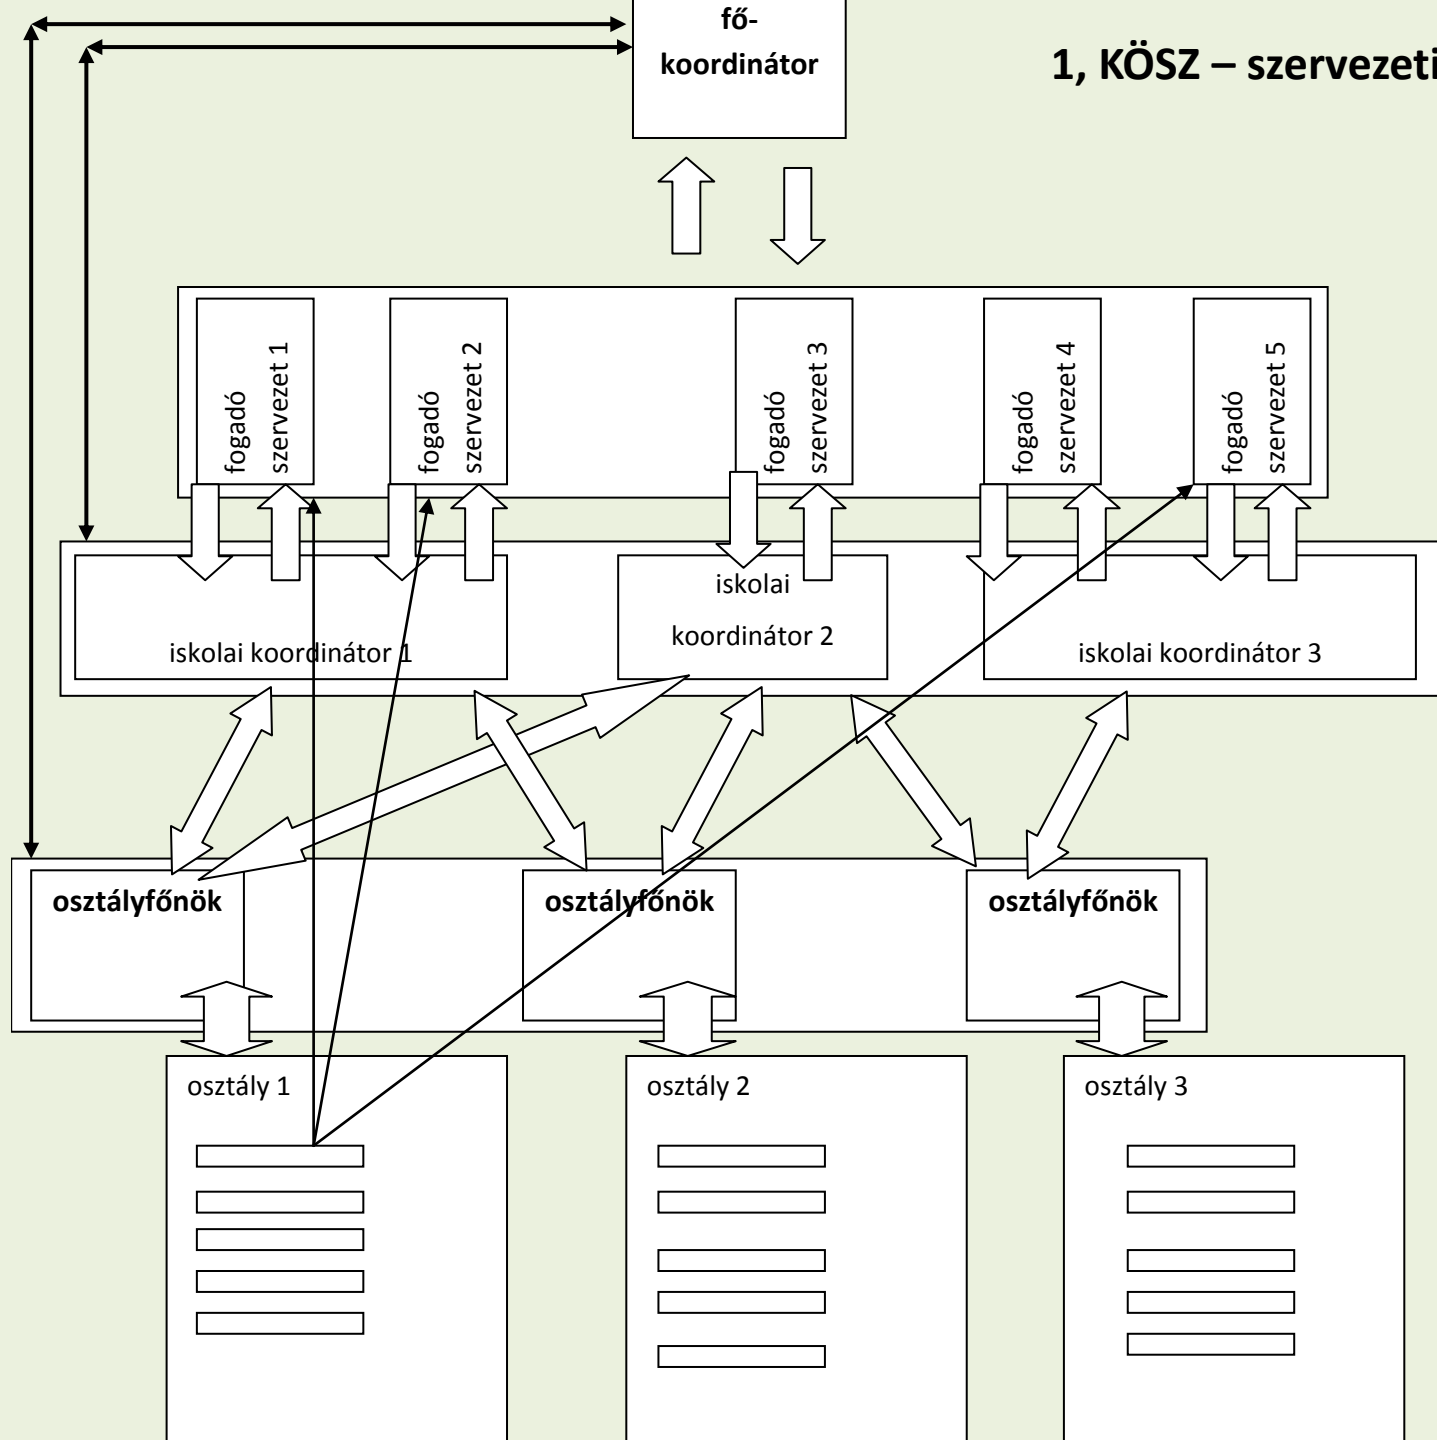 fő-
koordinátor
1, KÖSZ – szervezeti
fogadó
szervezet 1
fogadó
szervezet 2
fogadó
szervezet 3
fogadó
szervezet 4
fogadó
szervezet 5
iskolai koordinátor 1
iskolai
koordinátor 2
iskolai koordinátor 3
osztályfőnök
osztályfőnök
osztályfőnök
osztály 1
osztály 2
osztály 3